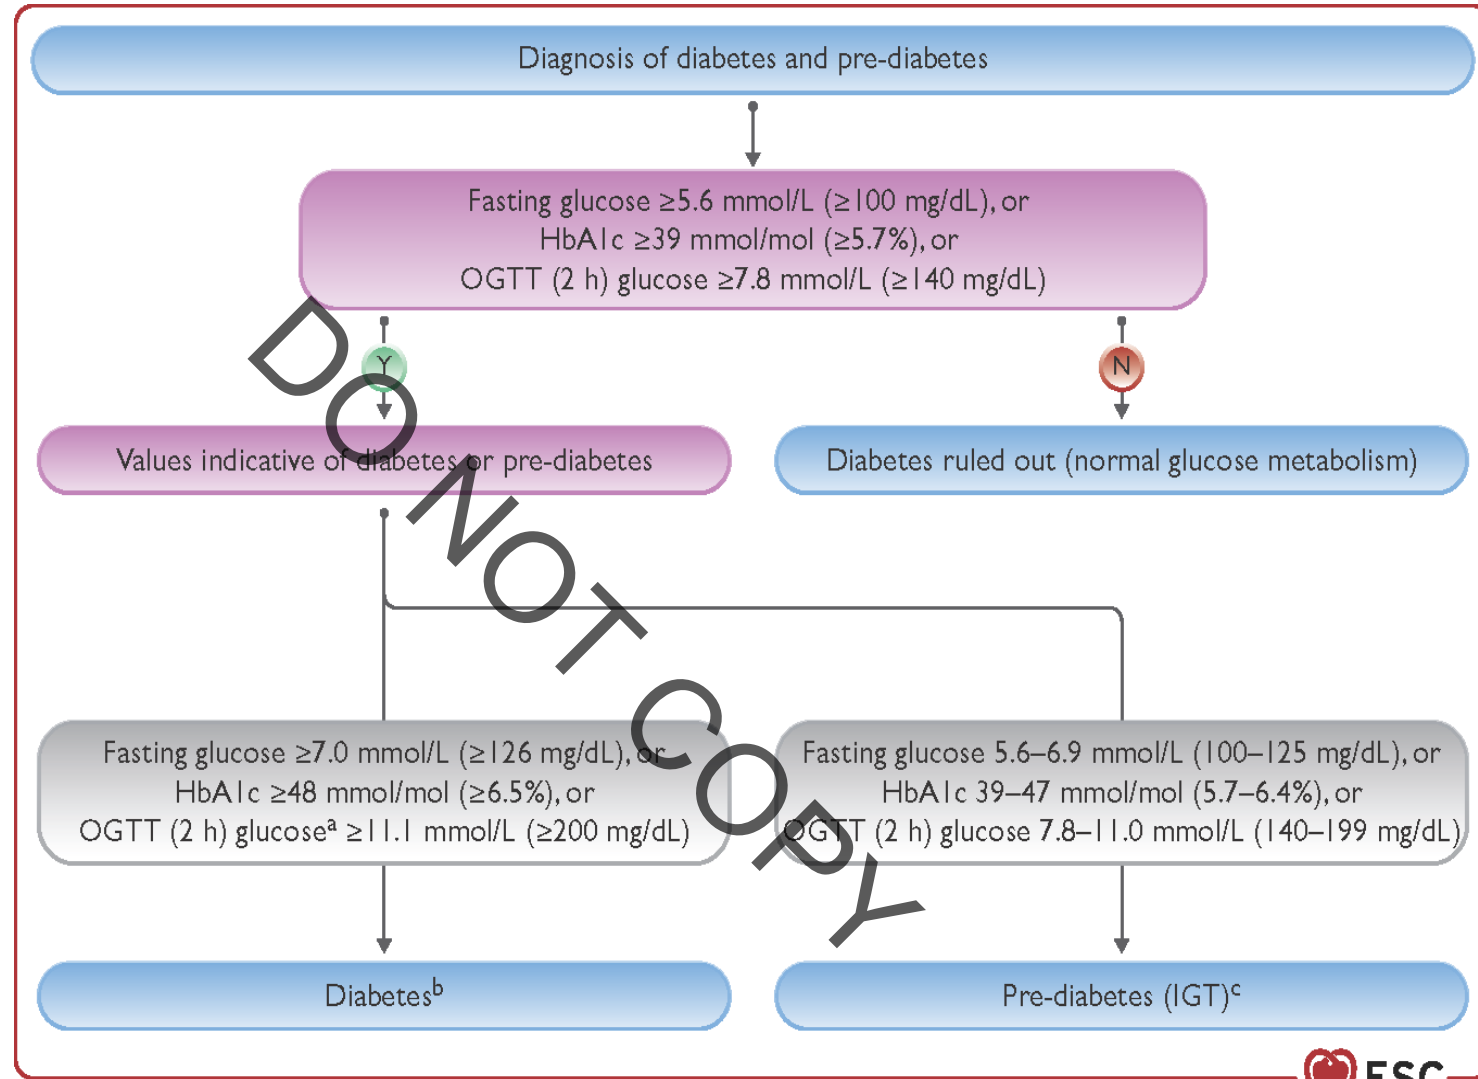 Diagnosis of diabetes and pre-diabetes
Fasting glucose ≥5.6 mmol/L (≥100 mg/dL), or
HbA1c ≥39 mmol/mol (≥5.7%), or
OGTT (2 h) glucose ≥7.8 mmol/L (≥140 mg/dL)
Y
N
Values indicative of diabetes or pre-diabetes
Diabetes ruled out (normal glucose metabolism)
Fasting glucose ≥7.0 mmol/L (≥126 mg/dL), or
HbA1c ≥48 mmol/mol (≥6.5%), or
OGTT (2 h) glucoseᵃ ≥11.1 mmol/L (≥200 mg/dL)
Fasting glucose 5.6–6.9 mmol/L (100–125 mg/dL), or
HbA1c 39–47 mmol/mol (5.7–6.4%), or
OGTT (2 h) glucose 7.8–11.0 mmol/L (140–199 mg/dL)
Diabetesᵇ
Pre-diabetes (IGT)ᶜ
DO NOT COPY
ESC